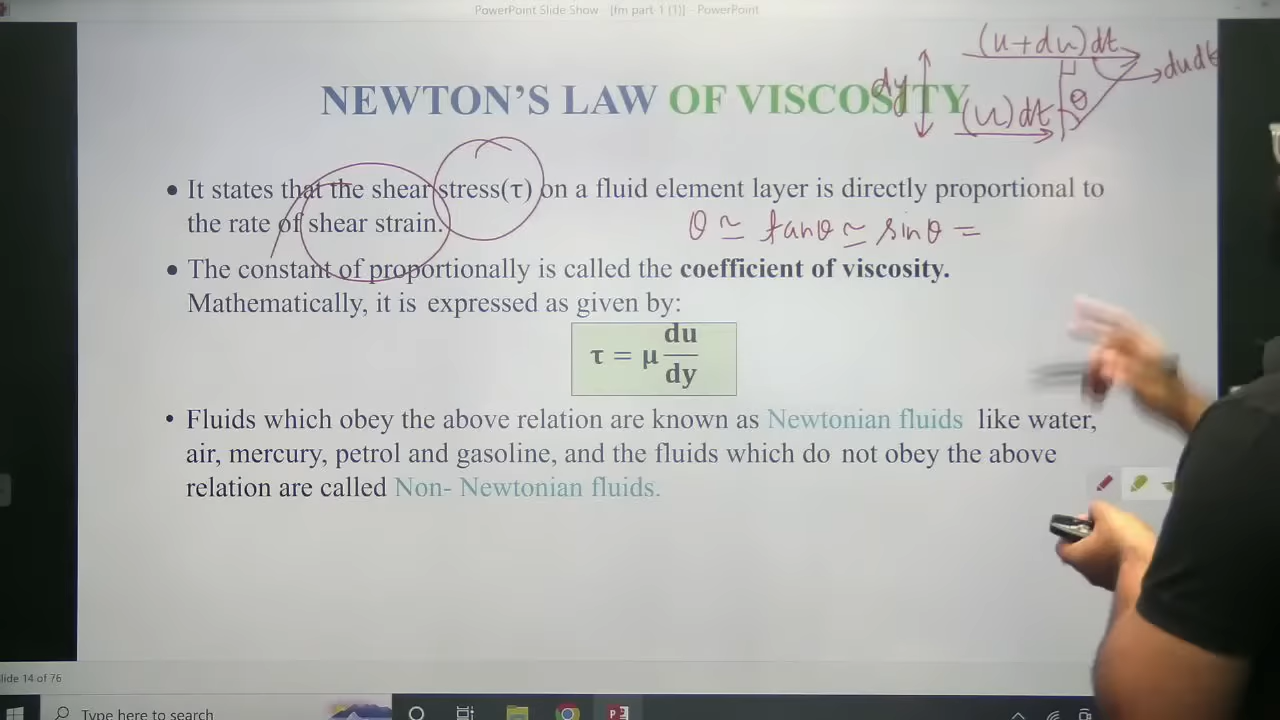 PowerPoint Slide Show - [fm part-1 (1)] - PowerPoint
(u+du)dt
dudt
dy
(u)dt
θ
NEWTON'S LAW OF VISCOSITY
• It states that the shear stress(τ) on a fluid element layer is directly proportional to
the rate of shear strain.
θ ≃ tanθ ≃ sinθ =
• The constant of proportionally is called the coefficient of viscosity.
Mathematically, it is expressed as given by:
τ = μ du/dy
• Fluids which obey the above relation are known as Newtonian fluids like water,
air, mercury, petrol and gasoline, and the fluids which do not obey the above
relation are called Non- Newtonian fluids.
lide 14 of 76
Type here to search